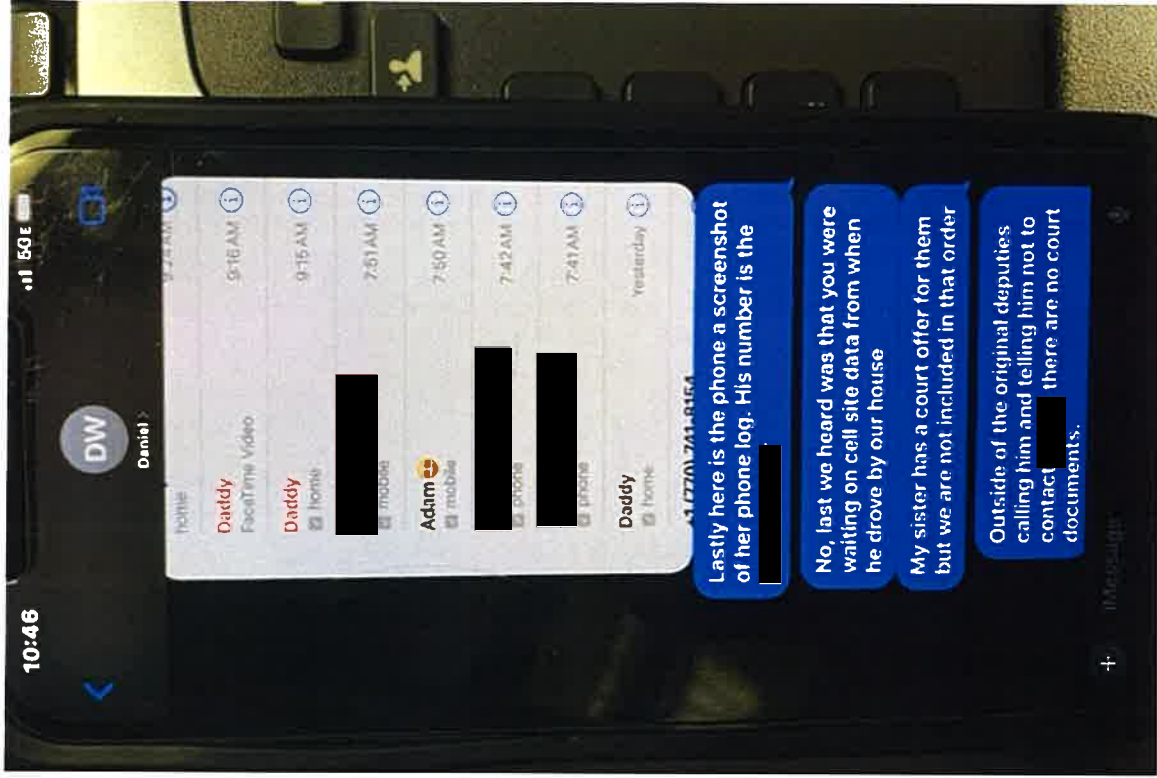 10:46
5G E
DW
Daniel >
9:24 AM
home
Daddy
9:16 AM
FaceTime Video
Daddy
9:15 AM
home
7:51 AM
mobile
Adam😁
7:50 AM
mobile
7:42 AM
phone
7:41 AM
phone
Daddy
Yesterday
home
Lastly here is the phone a screenshot
of her phone log. His number is the
No, last we heard was that you were
waiting on cell site data from when
he drove by our house
My sister has a court offer for them
but we are not included in that order
Outside of the original deputies
calling him and telling him not to
contact there are no court
documents.
iMessage